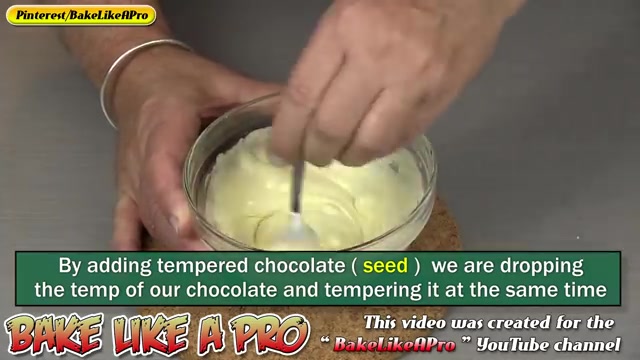 Pinterest/BakeLikeAPro
By adding tempered chocolate ( seed ) we are dropping
the temp of our chocolate and tempering it at the same time
BAKE LIKE A PRO
This video was created for the
“ BakeLikeAPro ” YouTube channel